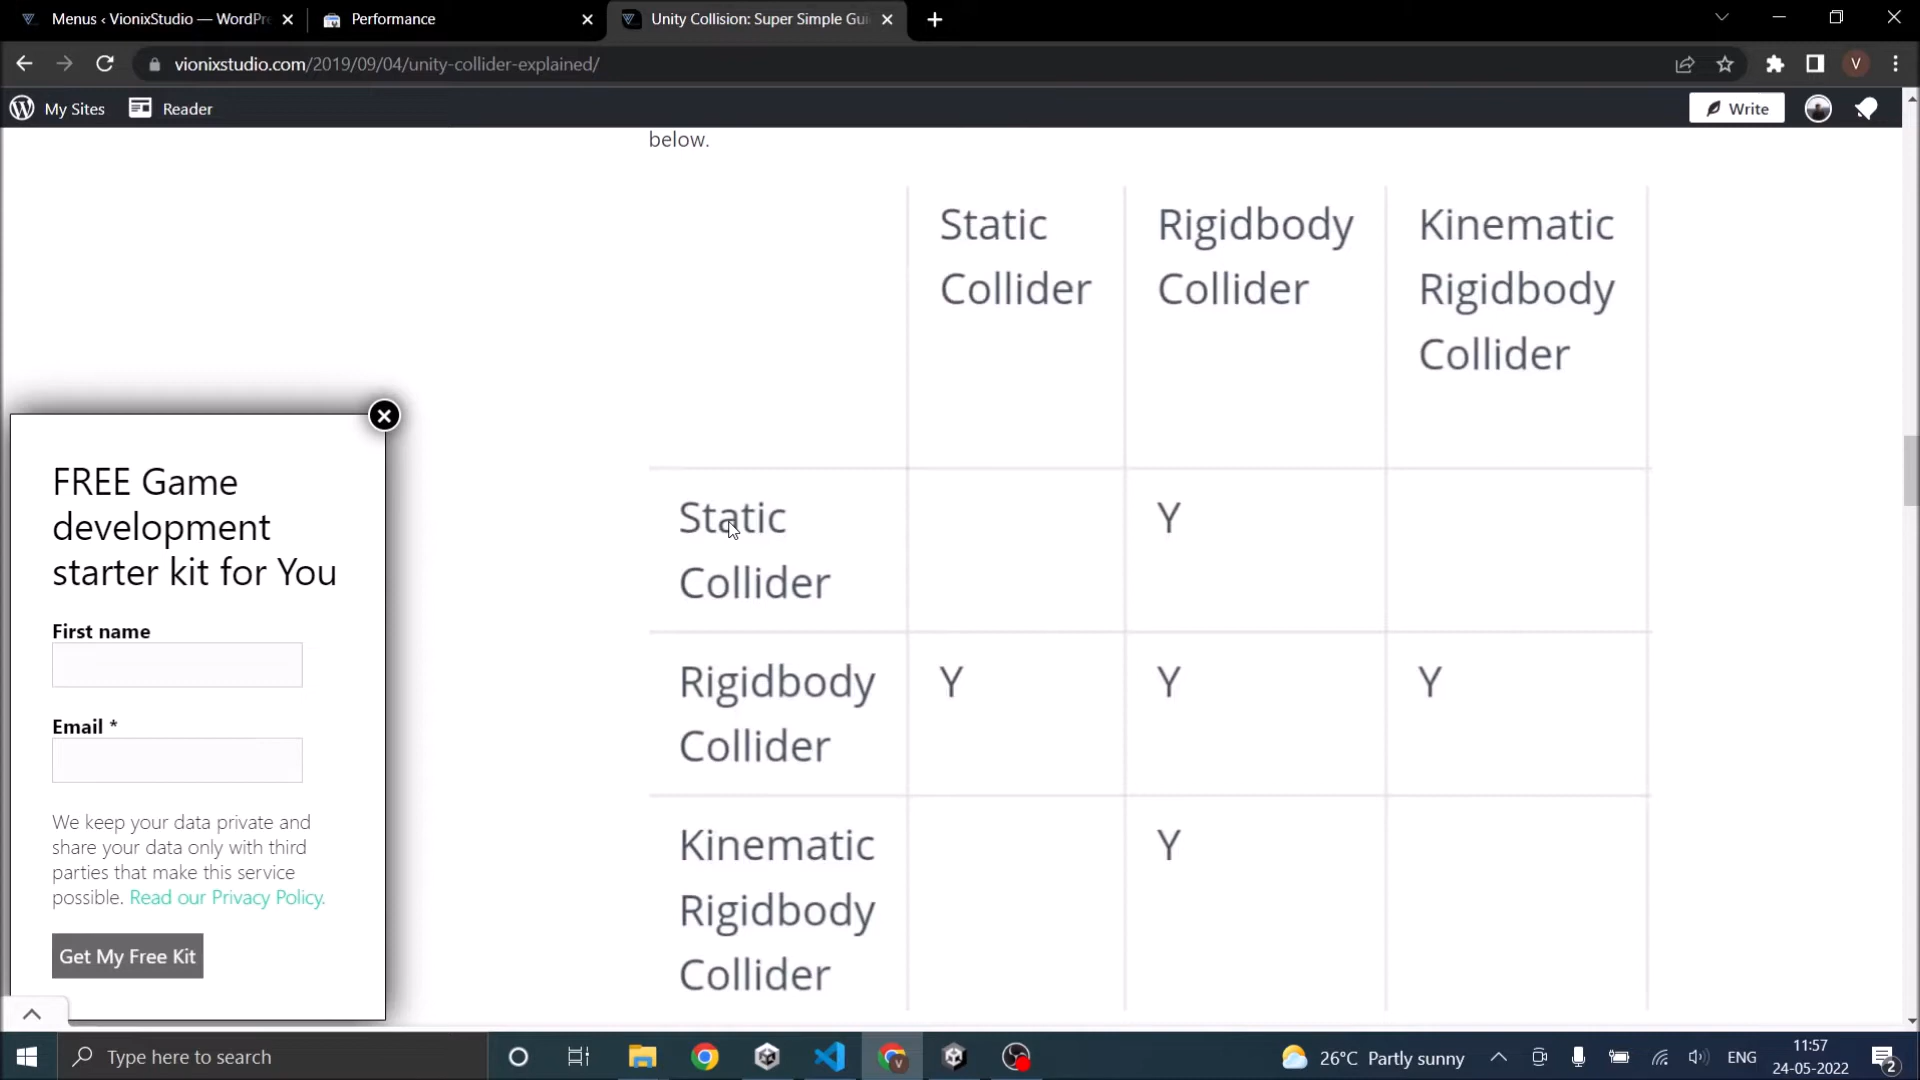 Menus ‹ VionixStudio — WordPre
Performance
Unity Collision: Super Simple Gui
vionixstudio.com/2019/09/04/unity-collider-explained/
V
My Sites
Reader
Write
below.
Static Collider
Rigidbody Collider
Kinematic Rigidbody Collider
Static Collider
Y
Rigidbody Collider
Y
Y
Y
Kinematic Rigidbody Collider
Y
FREE Game
development
starter kit for You
First name
Email *
We keep your data private and
share your data only with third
parties that make this service
possible. Read our Privacy Policy.
Get My Free Kit
Type here to search
V
26°C Partly sunny
ENG
11:57
24-05-2022
2